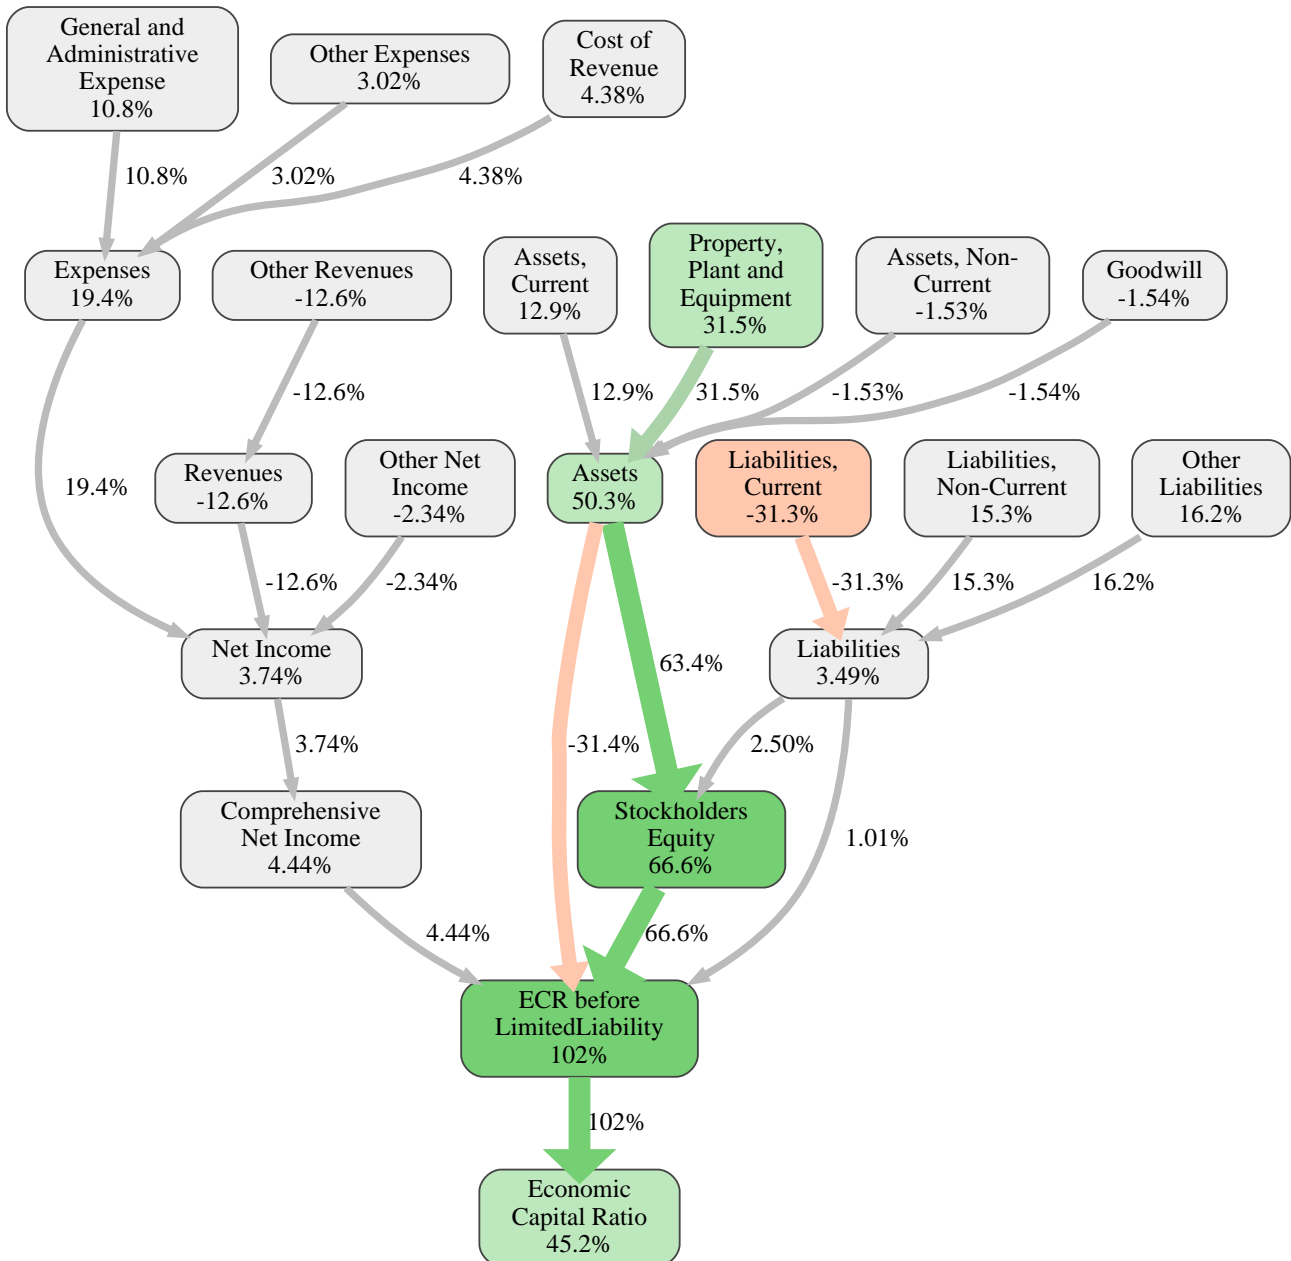 General and
Administrative
Expense
10.8%
Other Expenses
3.02%
Cost of
Revenue
4.38%
10.8%
3.02%
4.38%
Expenses
19.4%
Other Revenues
-12.6%
Assets,
Current
12.9%
Property,
Plant and
Equipment
31.5%
Assets, Non-
Current
-1.53%
Goodwill
-1.54%
-12.6%
12.9%
31.5%
-1.53%
-1.54%
19.4%
Revenues
-12.6%
Other Net
Income
-2.34%
Assets
50.3%
Liabilities,
Current
-31.3%
Liabilities,
Non-Current
15.3%
Other
Liabilities
16.2%
-12.6%
-2.34%
-31.3%
15.3%
16.2%
Net Income
3.74%
63.4%
Liabilities
3.49%
3.74%
-31.4%
2.50%
Comprehensive
Net Income
4.44%
Stockholders
Equity
66.6%
1.01%
4.44%
66.6%
ECR before
LimitedLiability
102%
102%
Economic
Capital Ratio
45.2%